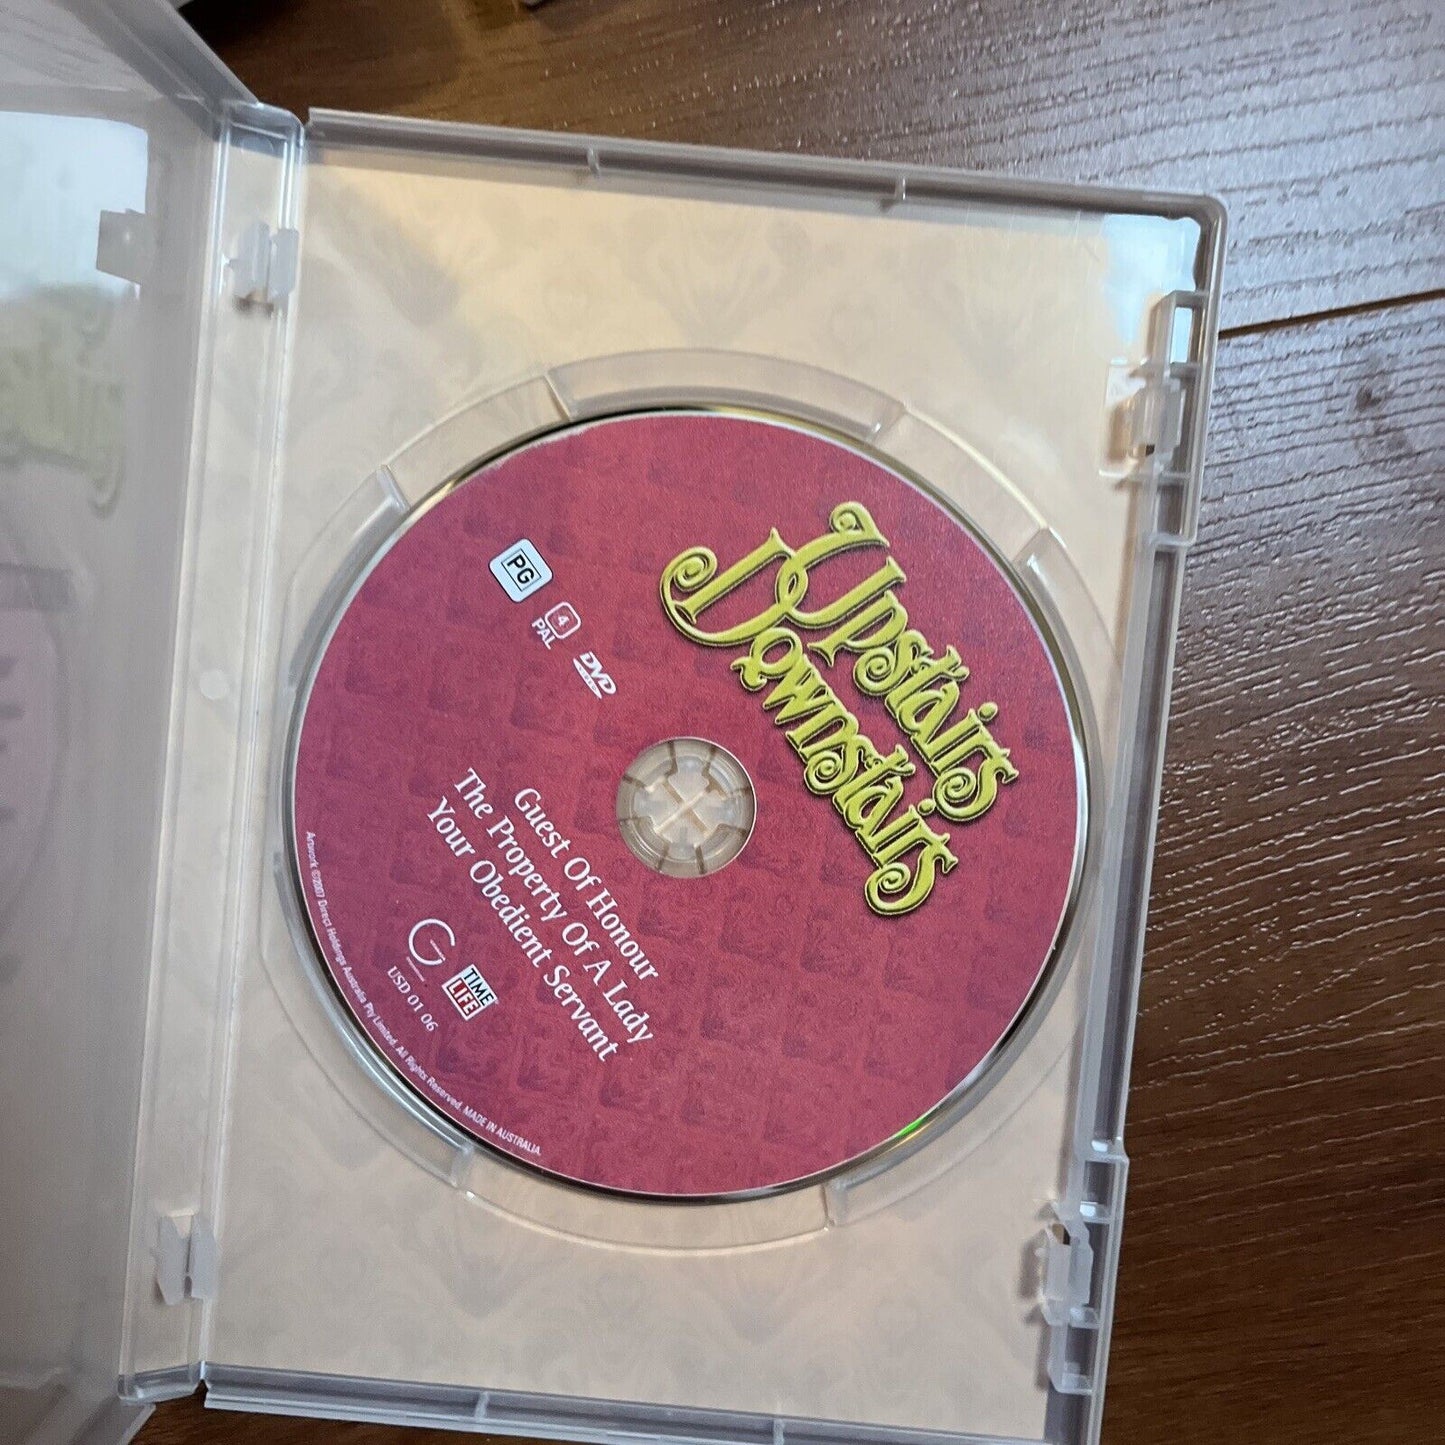 Upstairs
Downstairs
PG
4
PAL
DVD
Guest Of Honour
The Property Of A Lady
Your Obedient Servant
G
TIME
LIFE
USD 01 06
Artwork ©2007 Direct Holdings Australia Pty Limited. All Rights Reserved. MADE IN AUSTRALIA.